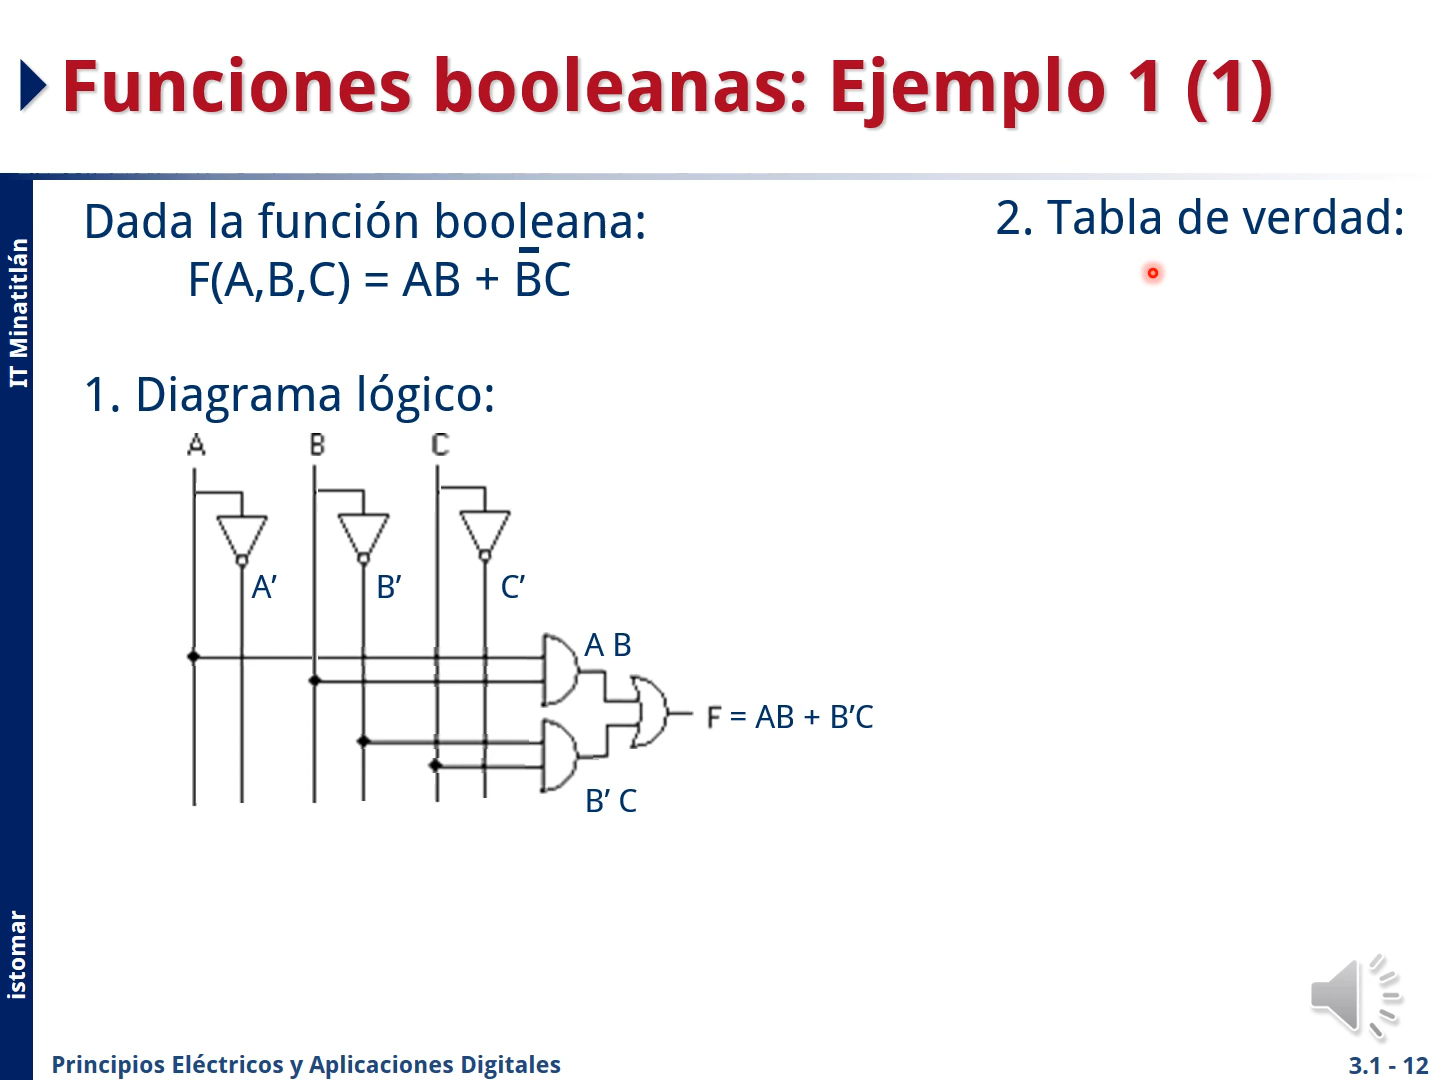 Funciones booleanas: Ejemplo 1 (1)
IT Minatitlán
istomar
Dada la función booleana:
F(A,B,C) = AB + B̅C
1. Diagrama lógico:
A B C
A’ B’ C’
A B
F = AB + B’C
B’ C
2. Tabla de verdad:
Principios Eléctricos y Aplicaciones Digitales
3.1 - 12